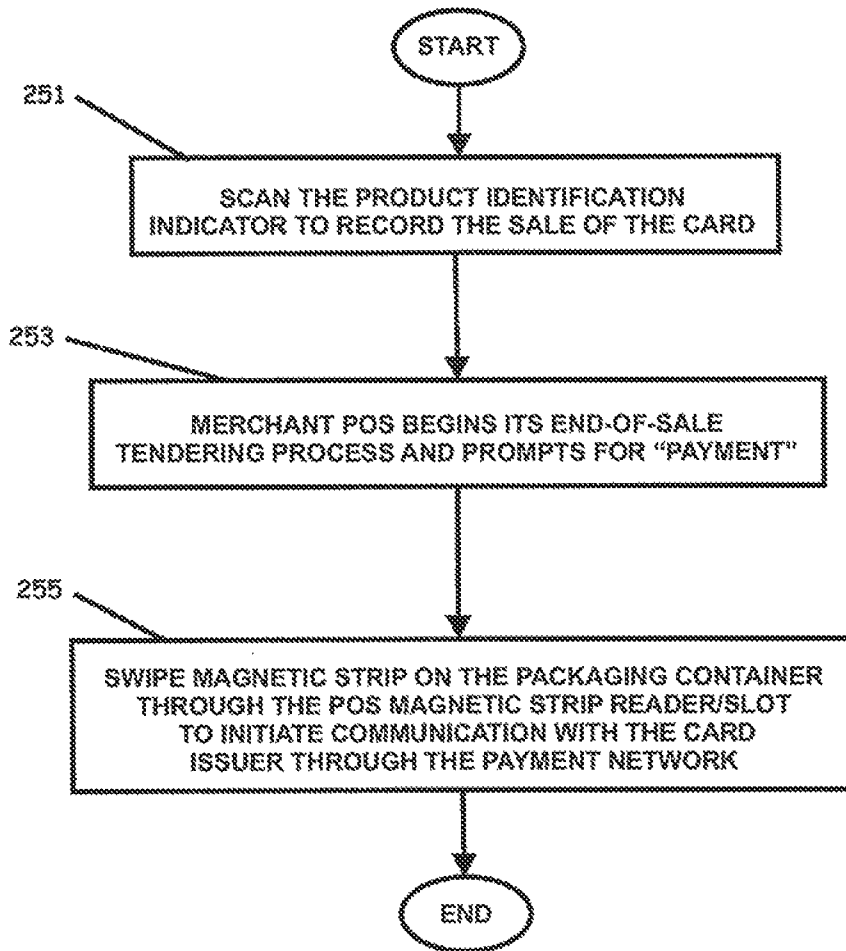 START
251
SCAN THE PRODUCT IDENTIFICATION
INDICATOR TO RECORD THE SALE OF THE CARD
253
MERCHANT POS BEGINS ITS END-OF-SALE
TENDERING PROCESS AND PROMPTS FOR “PAYMENT”
255
SWIPE MAGNETIC STRIP ON THE PACKAGING CONTAINER
THROUGH THE POS MAGNETIC STRIP READER/SLOT
TO INITIATE COMMUNICATION WITH THE CARD
ISSUER THROUGH THE PAYMENT NETWORK
END